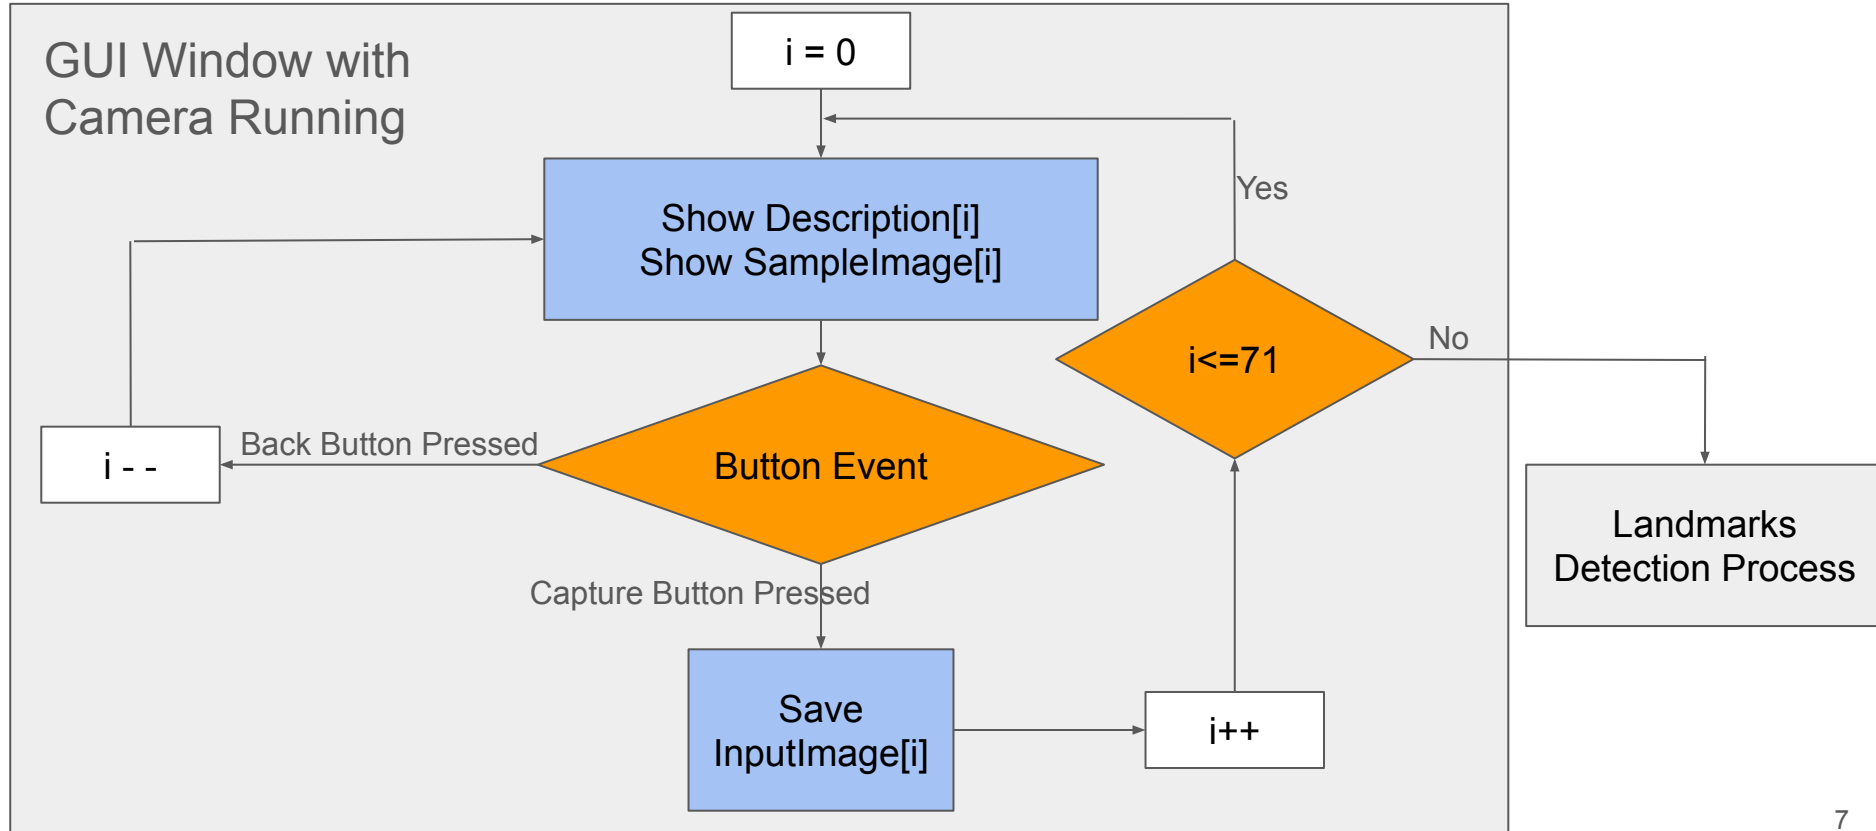 GUI Window with
Camera Running
i = 0
Yes
Show Description[i]
Show SampleImage[i]
No
i<=71
Back Button Pressed
i - -
Button Event
Landmarks
Detection Process
Capture Button Pressed
Save
InputImage[i]
i++
7